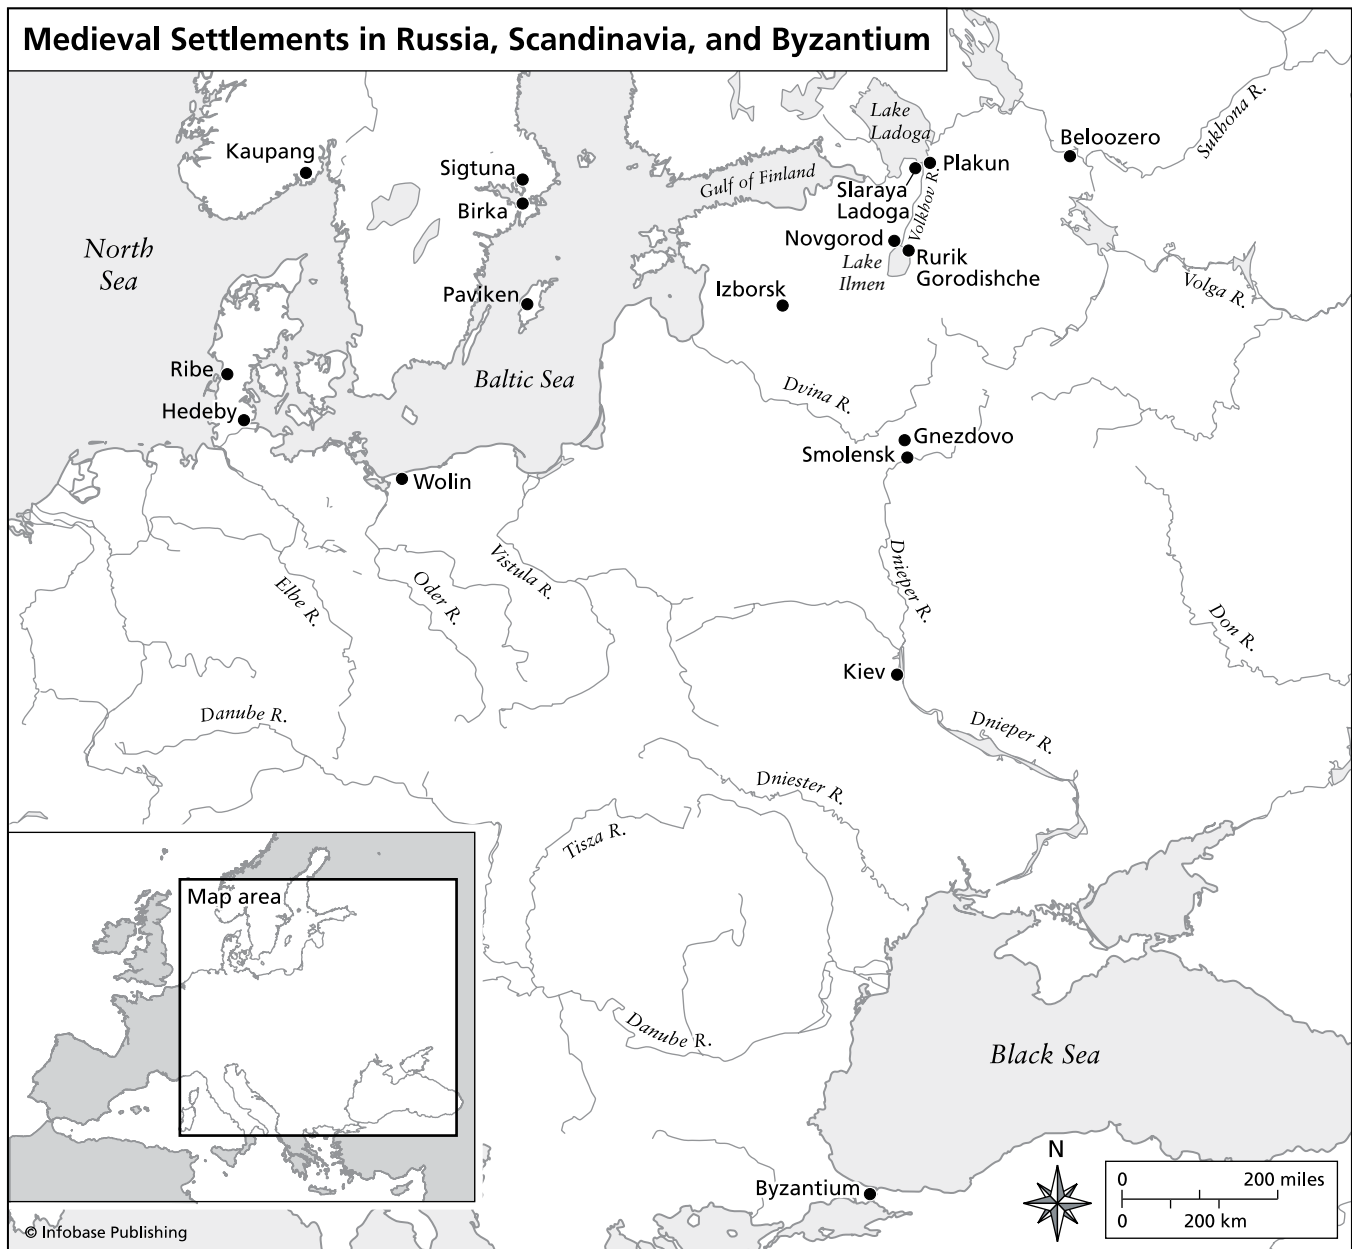 Medieval Settlements in Russia, Scandinavia, and Byzantium
Lake
Ladoga
Sukhona R.
Beloozero
Kaupang
Sigtuna
Plakun
Gulf of Finland
Slaraya
Ladoga
Volkhov R.
Birka
North
Sea
Novgorod
Rurik
Gorodishche
Lake
Ilmen
Volga R.
Izborsk
Paviken
Ribe
Baltic Sea
Dvina R.
Hedeby
Gnezdovo
Smolensk
Wolin
Vistula R.
Dnieper R.
Elbe R.
Oder R.
Don R.
Kiev
Danube R.
Dnieper R.
Dniester R.
Tisza R.
Map area
Danube R.
Black Sea
N
0 200 miles
0 200 km
Byzantium
© Infobase Publishing